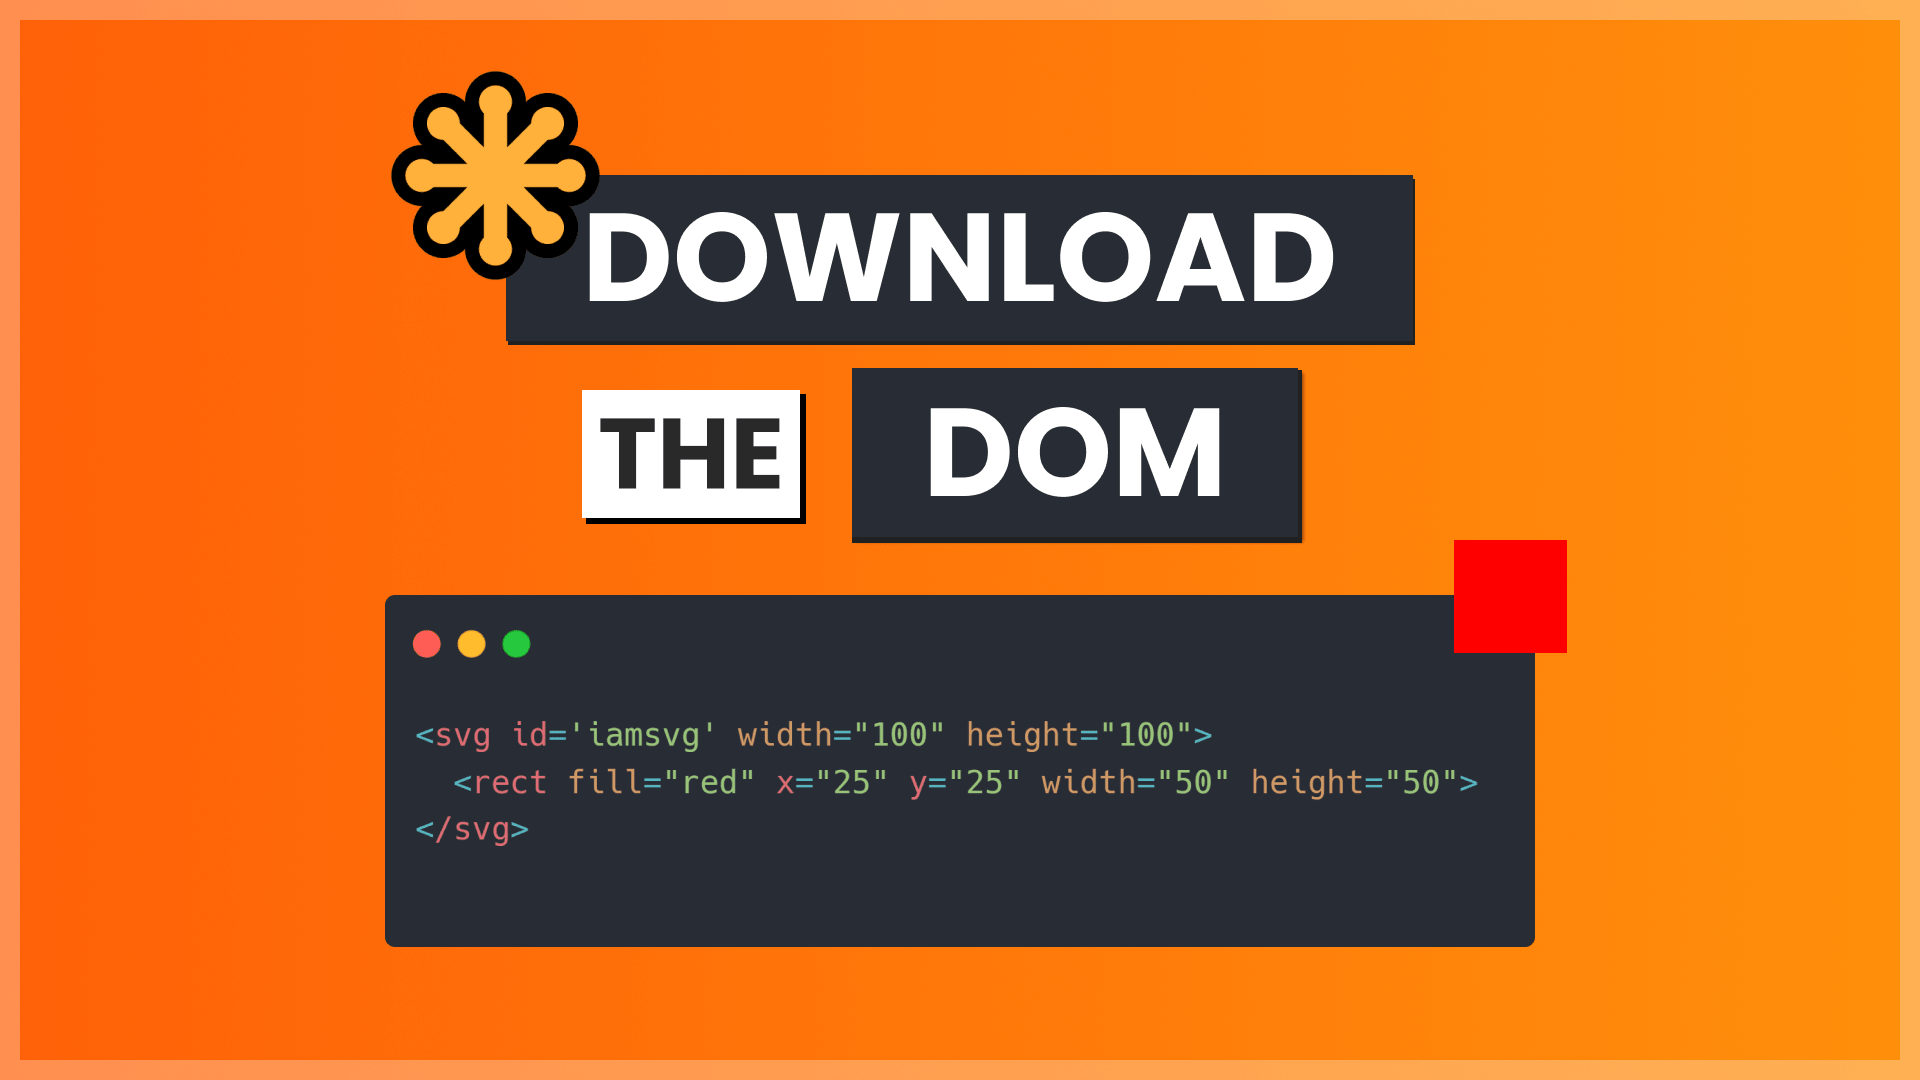 DOWNLOAD
THE DOM
<svg id='iamsvg' width="100" height="100">
  <rect fill="red" x="25" y="25" width="50" height="50">
</svg>